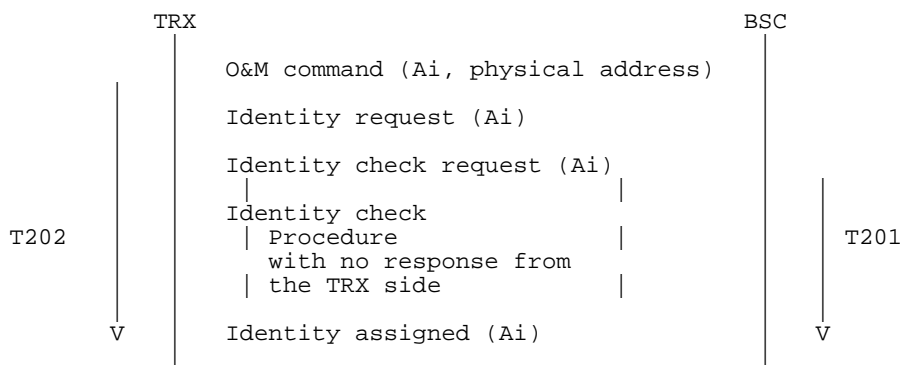 TRX BSC
O&M command (Ai, physical address)
Identity request (Ai)
Identity check request (Ai)
Identity check
T202 Procedure T201
with no response from
the TRX side
V Identity assigned (Ai) V